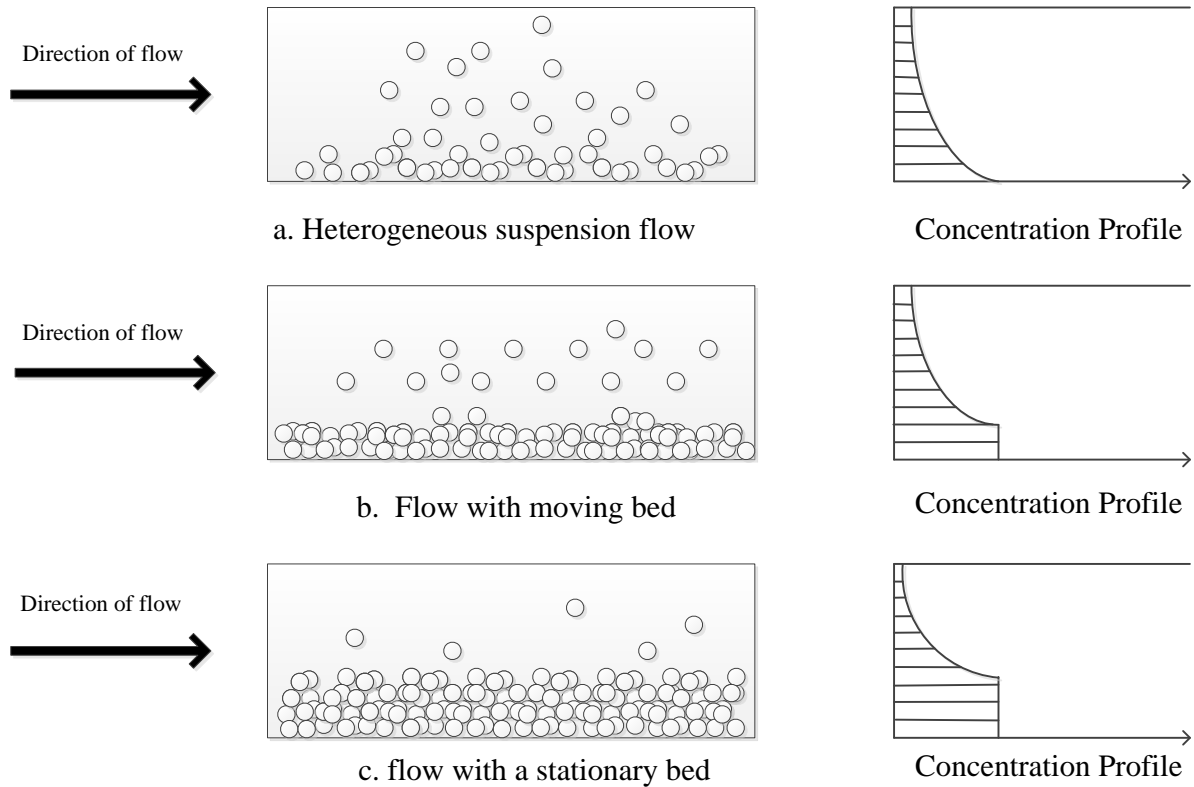 Direction of flow
a. Heterogeneous suspension flow
Concentration Profile
Direction of flow
b. Flow with moving bed
Concentration Profile
Direction of flow
c. flow with a stationary bed
Concentration Profile